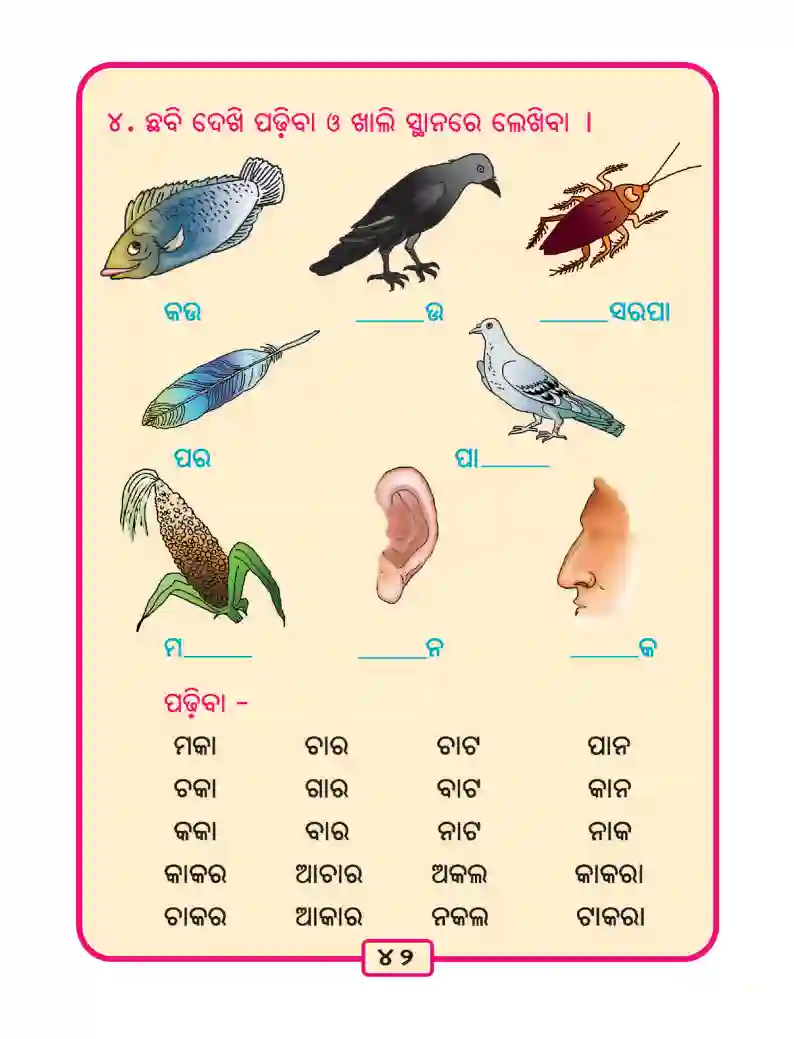 ୪. ଛବି ଦେଖି ପଢ଼ିବା ଓ ଖାଲି ସ୍ଥାନରେ ଲେଖିବା ।
କଉ _____ଉ _____ସରପା
ପର ପା_____
ମ_____ _____ନ _____କ
ପଢ଼ିବା -
ମକା ଚାର ଚାଟ ପାନ
ଚକା ଗାର ବାଟ କାନ
କକା ବାର ନାଟ ନାକ
କାକର ଆଚାର ଅକଲ କାକରା
ଚାକର ଆକାର ନକଲ ଟାକରା
୪୨